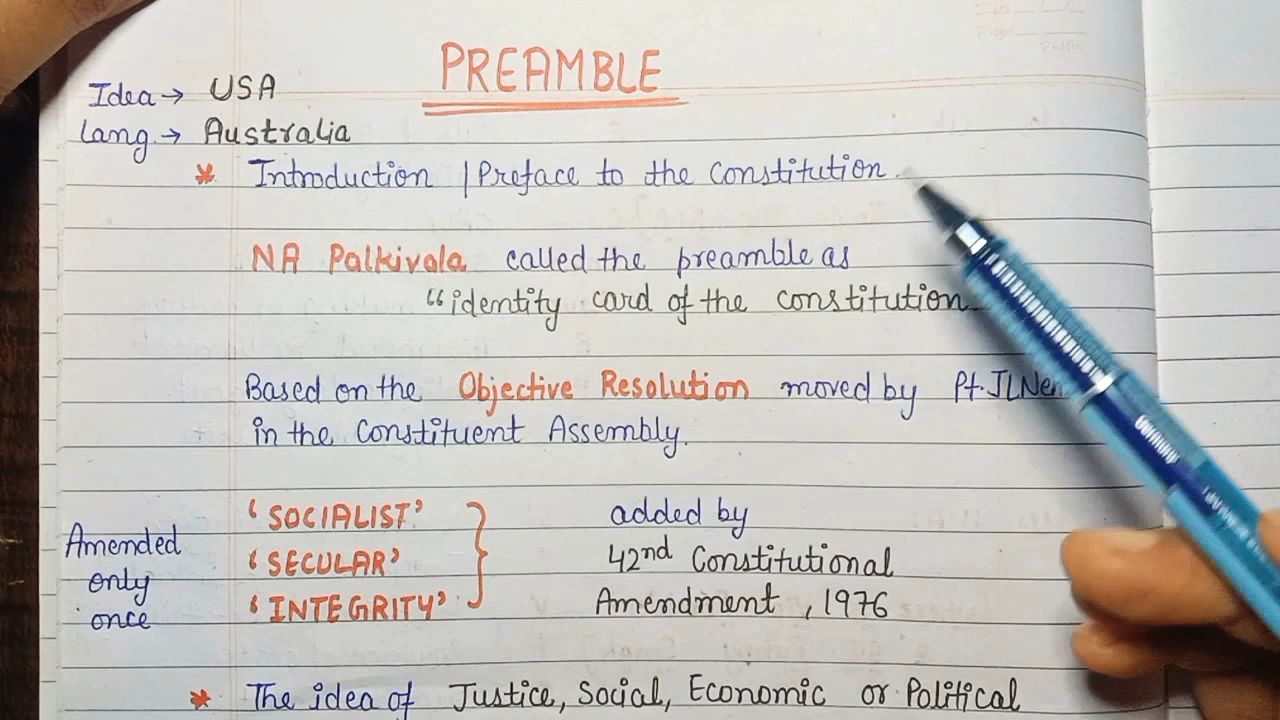 PREAMBLE
Idea → USA
Lang. → Australia
* Introduction / Preface to the Constitution.
NA Palkivala called the preamble as
“identity card of the constitution
Based on the Objective Resolution moved by Pt. JL
in the Constituent Assembly.
Amended only once
‘SOCIALIST’
‘SECULAR’
‘INTEGRITY’
added by
42nd Constitutional
Amendment, 1976
* The idea of Justice, Social, Economic or Political